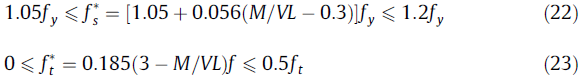 1.05f_y ⩽ f_s^* = [1.05 + 0.056(M/VL − 0.3)]f_y ⩽ 1.2f_y (22)
0 ⩽ f_t^* = 0.185(3 − M/VL)f ⩽ 0.5f_t (23)